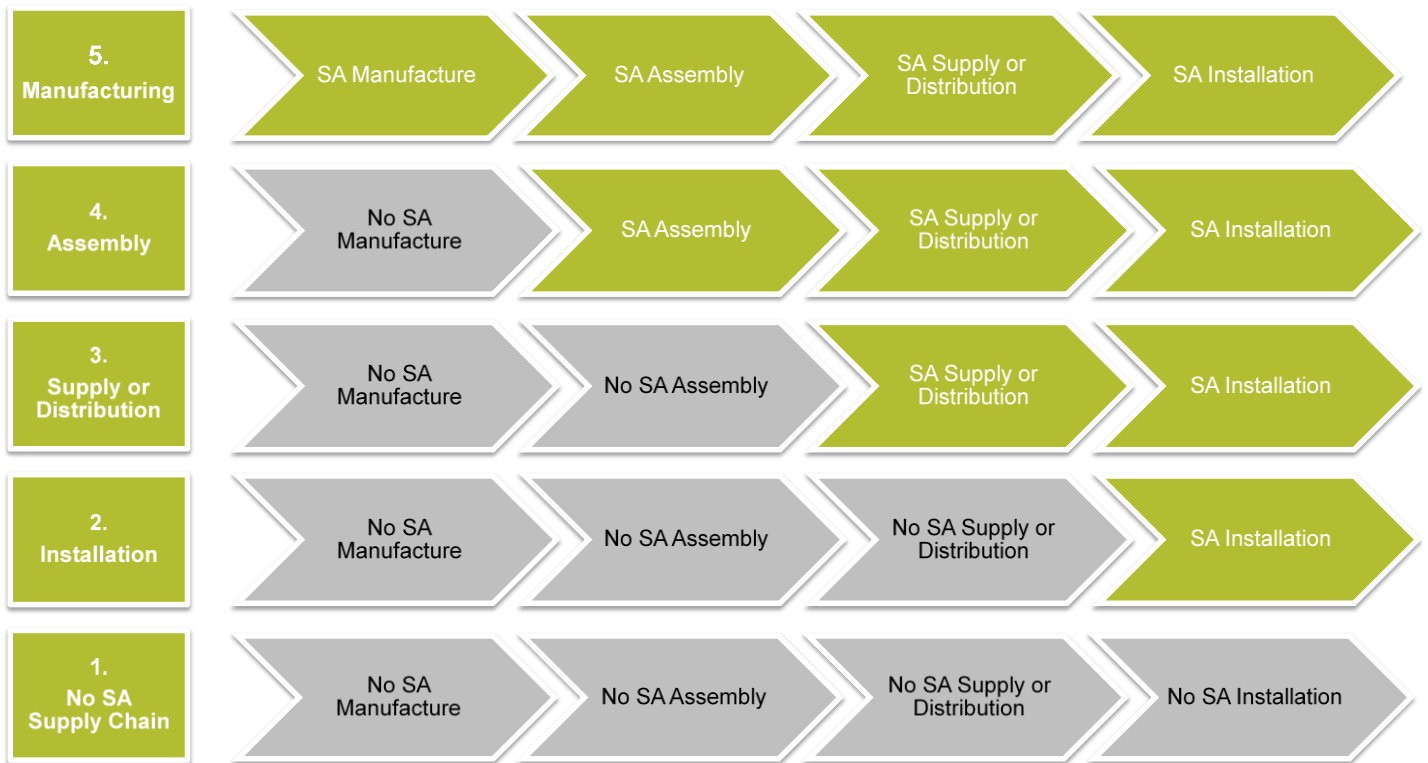 5.
Manufacturing
SA Manufacture
SA Assembly
SA Supply or
Distribution
SA Installation
4.
Assembly
No SA
Manufacture
SA Assembly
SA Supply or
Distribution
SA Installation
3.
Supply or
Distribution
No SA
Manufacture
No SA Assembly
SA Supply or
Distribution
SA Installation
2.
Installation
No SA
Manufacture
No SA Assembly
No SA Supply or
Distribution
SA Installation
1.
No SA
Supply Chain
No SA
Manufacture
No SA Assembly
No SA Supply or
Distribution
No SA Installation